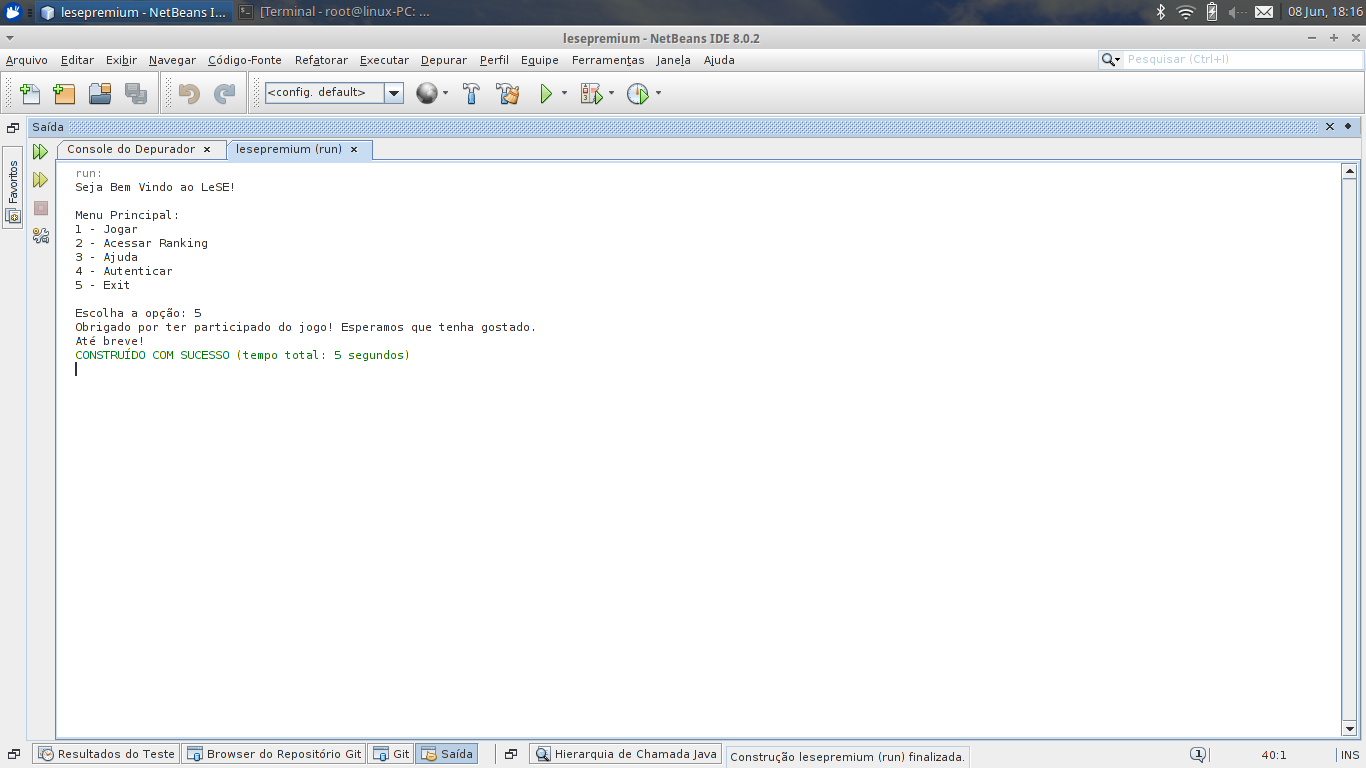 lesepremium - NetBeans I...
[Terminal - root@linux-PC: ...
08 Jun, 18:16
lesepremium - NetBeans IDE 8.0.2
Arquivo Editar Exibir Navegar Código-Fonte Refatorar Executar Depurar Perfil Equipe Ferramentas Janela Ajuda
Pesquisar (Ctrl+I)
<config. default>
Saída
Favoritos
Console do Depurador
lesepremium (run)
run:
Seja Bem Vindo ao LeSE!
Menu Principal:
1 - Jogar
2 - Acessar Ranking
3 - Ajuda
4 - Autenticar
5 - Exit
Escolha a opção: 5
Obrigado por ter participado do jogo! Esperamos que tenha gostado.
Até breve!
CONSTRUÍDO COM SUCESSO (tempo total: 5 segundos)
Resultados do Teste
Browser do Repositório Git
Git
Saída
Hierarquia de Chamada Java
Construção lesepremium (run) finalizada.
1
40:1
INS